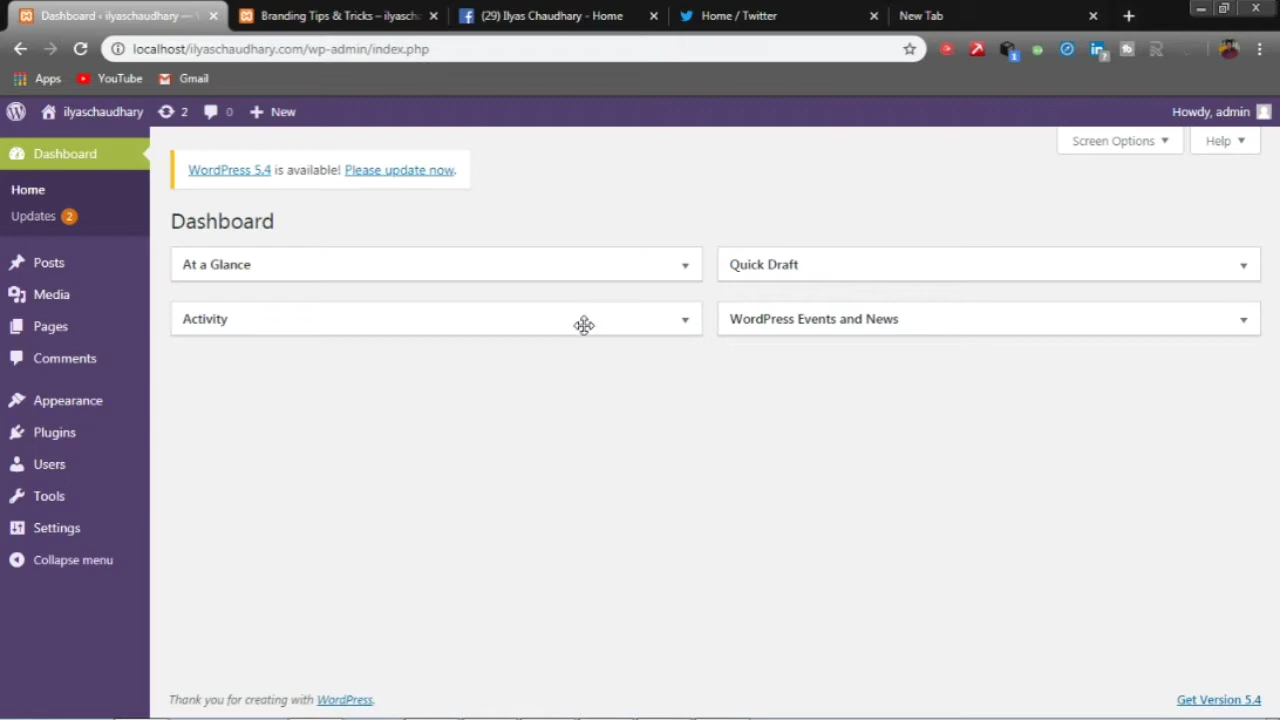 Dashboard ‹ ilyaschaudhary —
Branding Tips & Tricks – ilyasch
(29) Ilyas Chaudhary - Home
Home / Twitter
New Tab
localhost/ilyaschaudhary.com/wp-admin/index.php
1
7
Apps
YouTube
Gmail
ilyaschaudhary
2
0
New
Howdy, admin
Dashboard
Screen Options
Help
WordPress 5.4 is available! Please update now.
Home
Updates 2
Dashboard
At a Glance
Quick Draft
Activity
WordPress Events and News
Posts
Media
Pages
Comments
Appearance
Plugins
Users
Tools
Settings
Collapse menu
Thank you for creating with WordPress.
Get Version 5.4